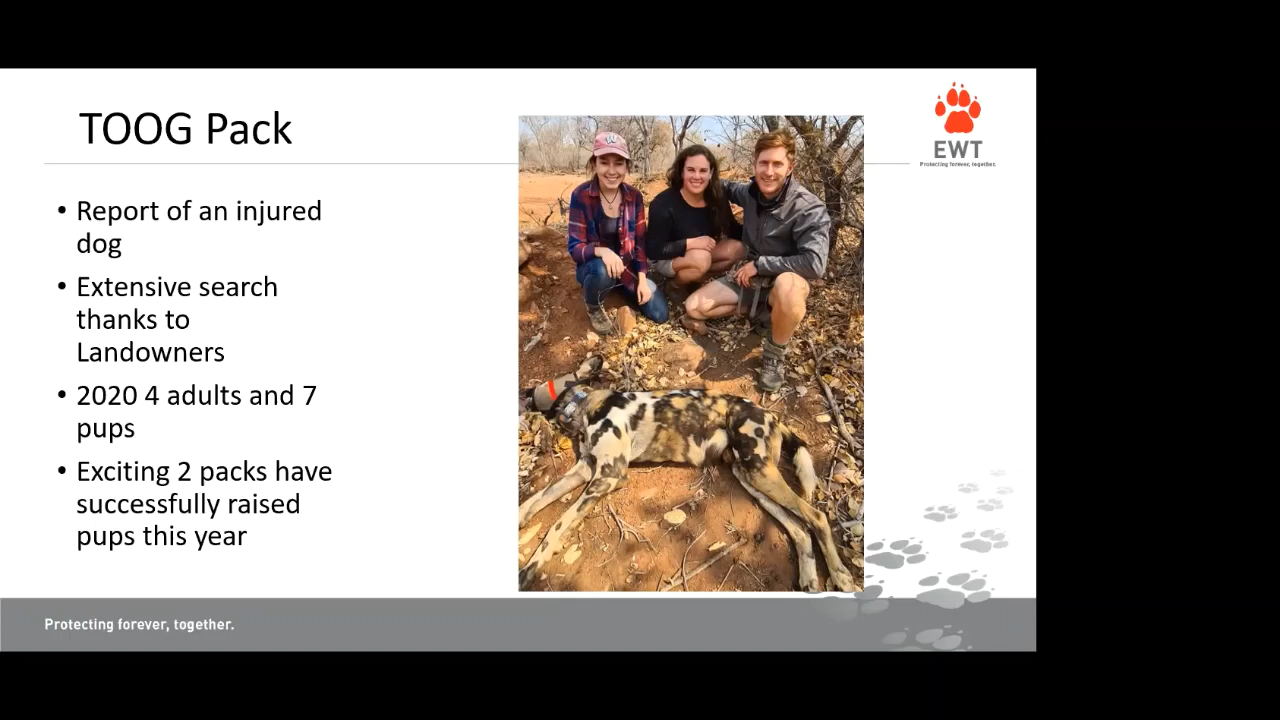 TOOG Pack
EWT
Protecting forever, together.
• Report of an injured
dog
• Extensive search
thanks to
Landowners
• 2020 4 adults and 7
pups
• Exciting 2 packs have
successfully raised
pups this year
W
Protecting forever, together.